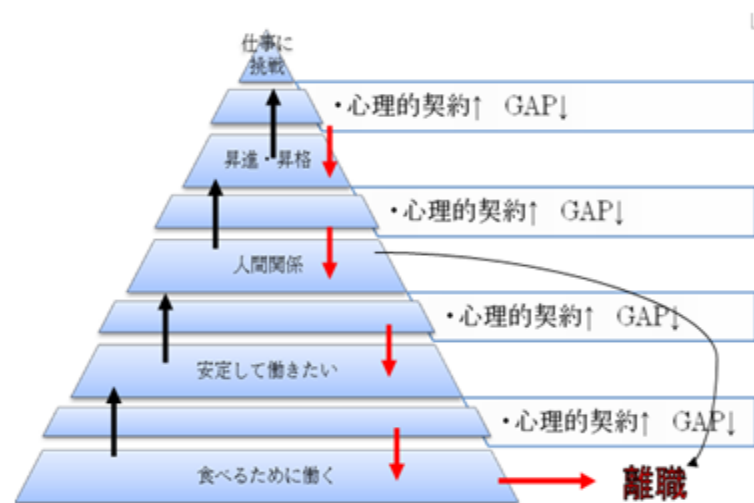 仕事に
挑戦
・心理的契約↑ GAP↓
昇進・昇格
・心理的契約↑ GAP↓
人間関係
・心理的契約↑ GAP↓
安定して働きたい
・心理的契約↑ GAP↓
食べるために働く
離職